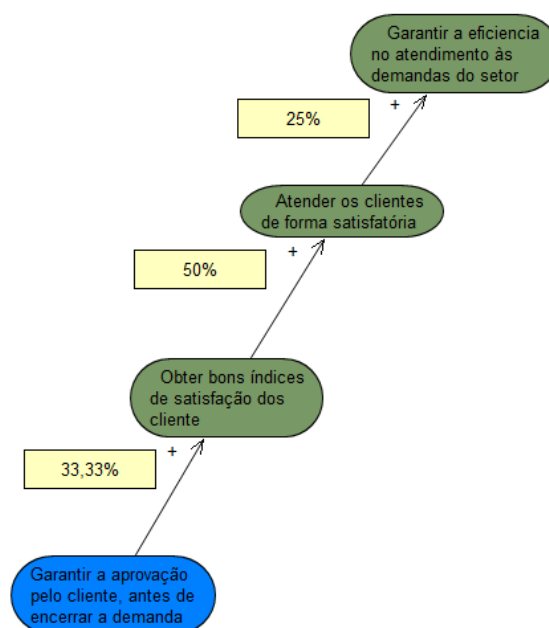 Garantir a eficiencia
no atendimento às
demandas do setor
+
25%
Atender os clientes
de forma satisfatória
+
50%
Obter bons índices
de satisfação dos
cliente
+
33,33%
Garantir a aprovação
pelo cliente, antes de
encerrar a demanda